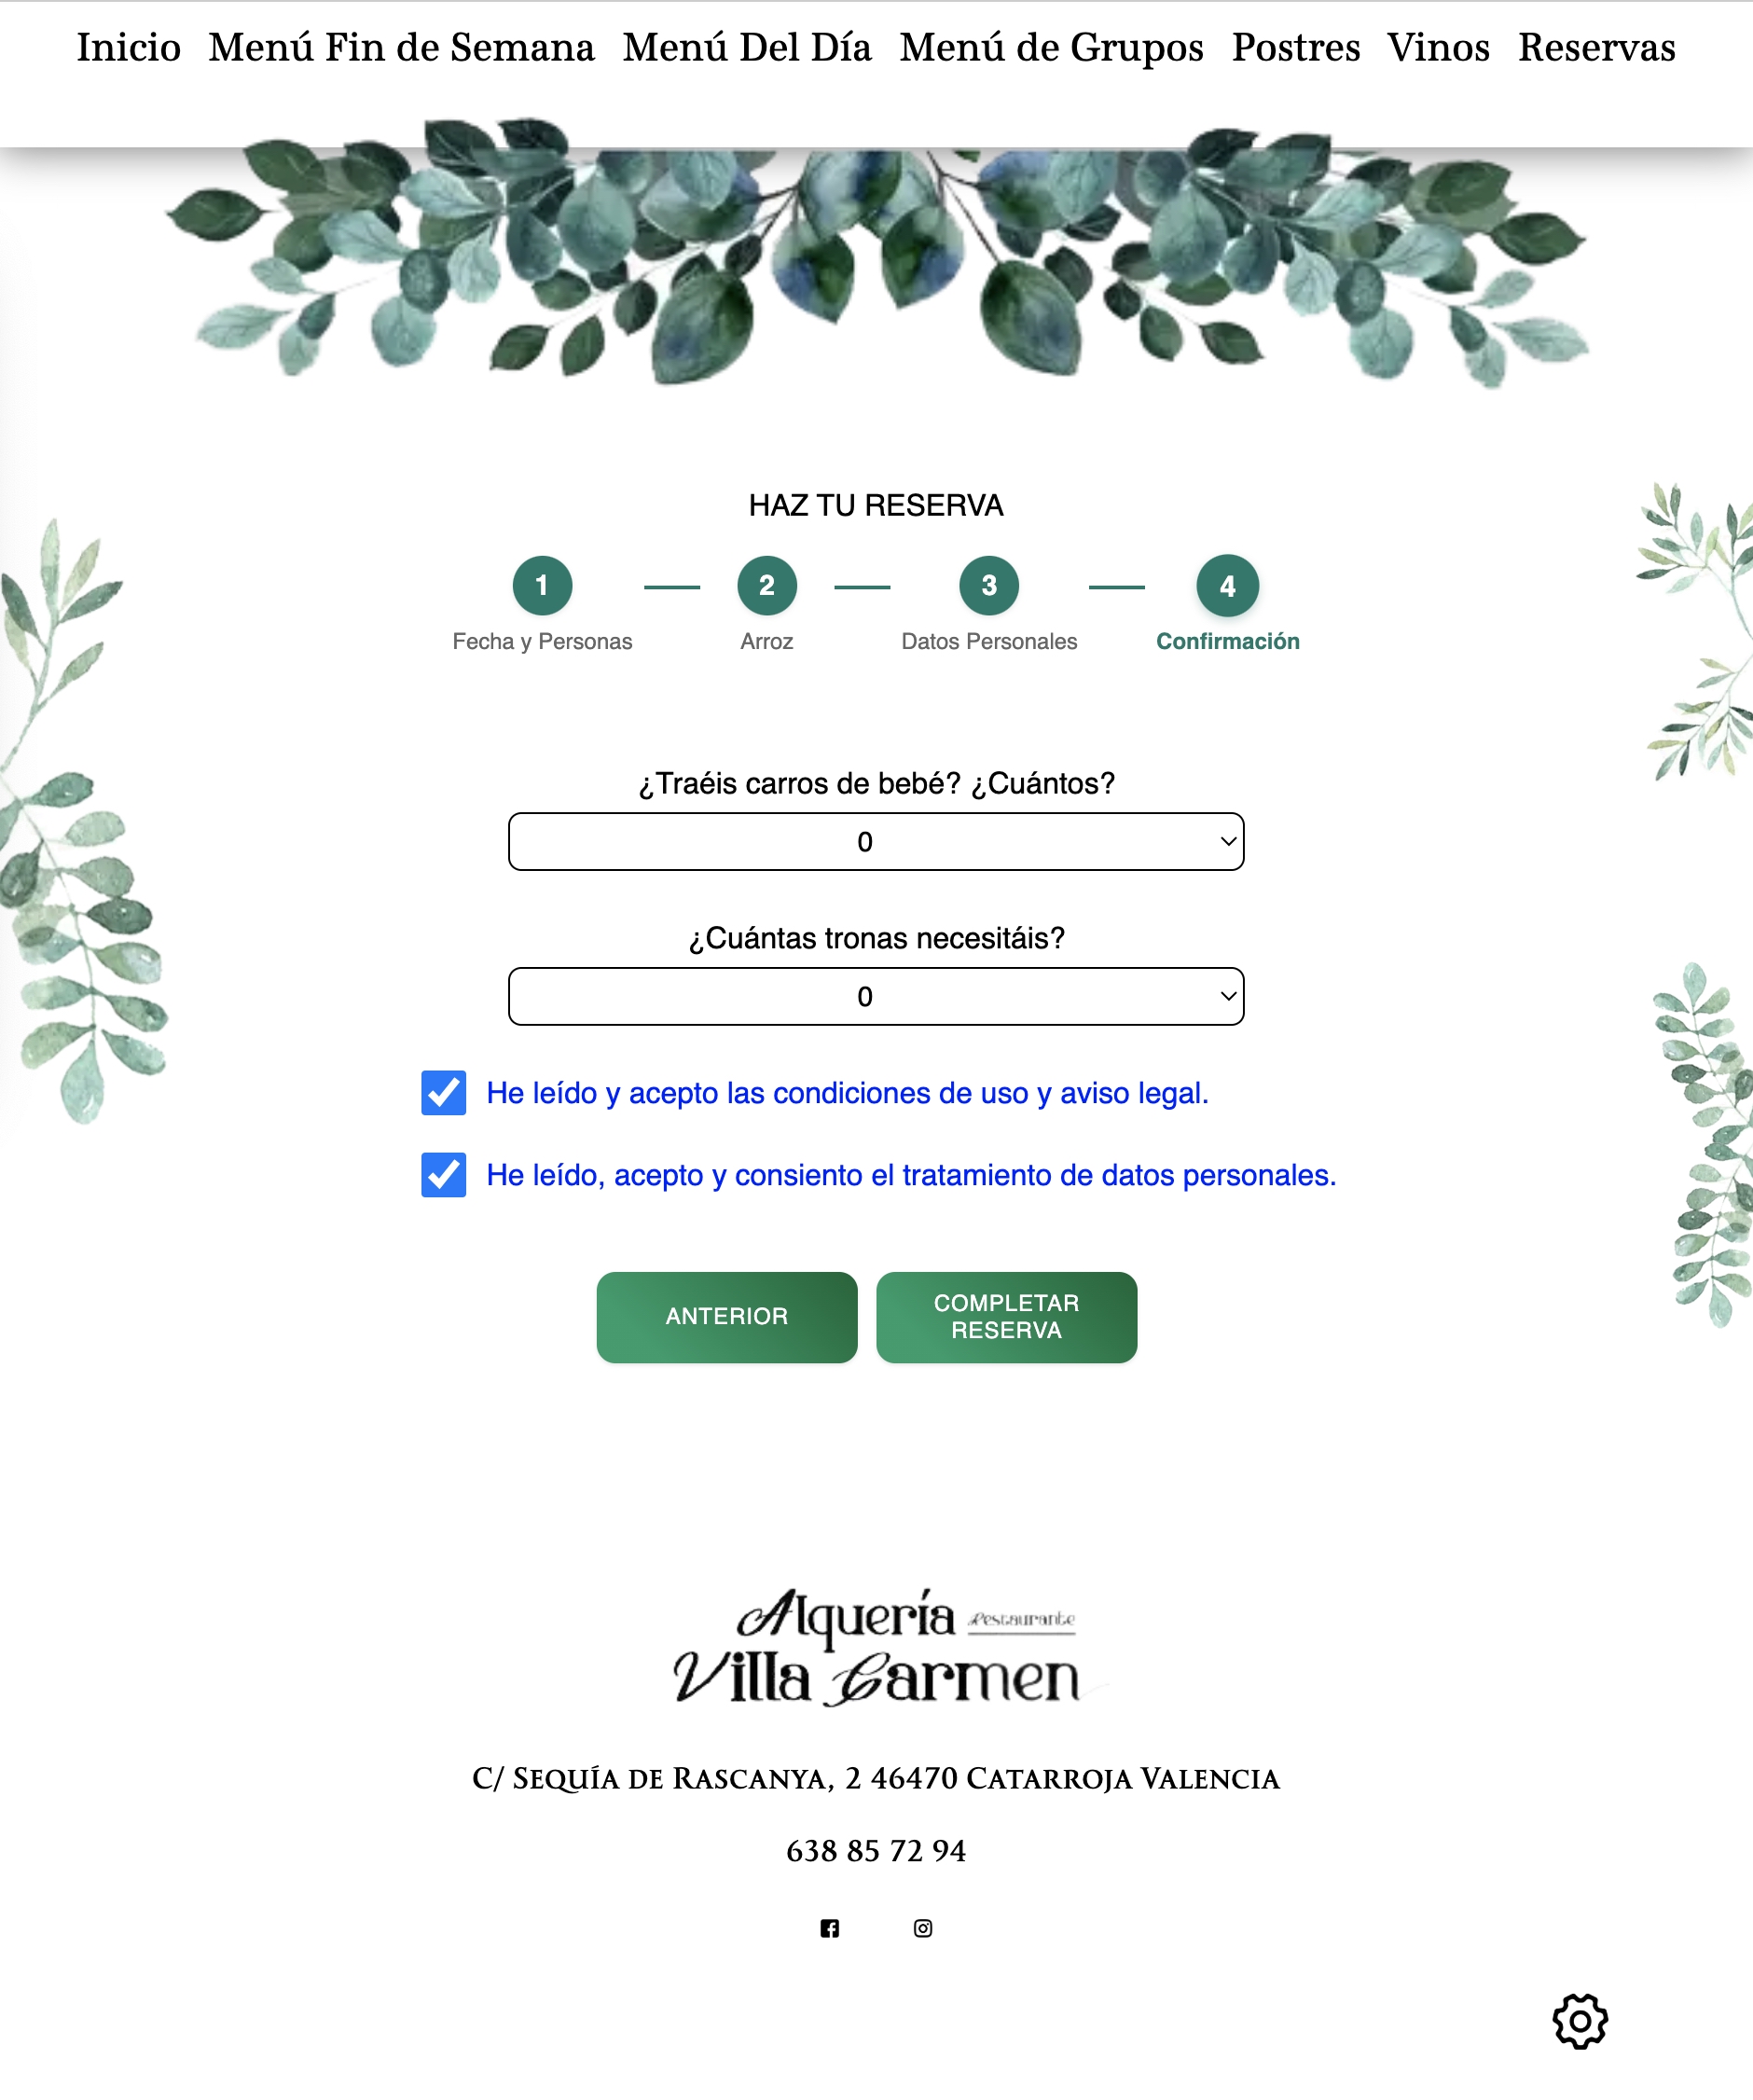 Inicio Menú Fin de Semana Menú Del Día Menú de Grupos Postres Vinos Reservas
HAZ TU RESERVA
1 2 3 4
Fecha y Personas Arroz Datos Personales Confirmación
¿Traéis carros de bebé? ¿Cuántos?
0
¿Cuántas tronas necesitáis?
0
He leído y acepto las condiciones de uso y aviso legal.
He leído, acepto y consiento el tratamiento de datos personales.
ANTERIOR
COMPLETAR
RESERVA
Alquería Restaurante
Villa Carmen
C/ Sequía de Rascanya, 2 46470 Catarroja Valencia
638 85 72 94